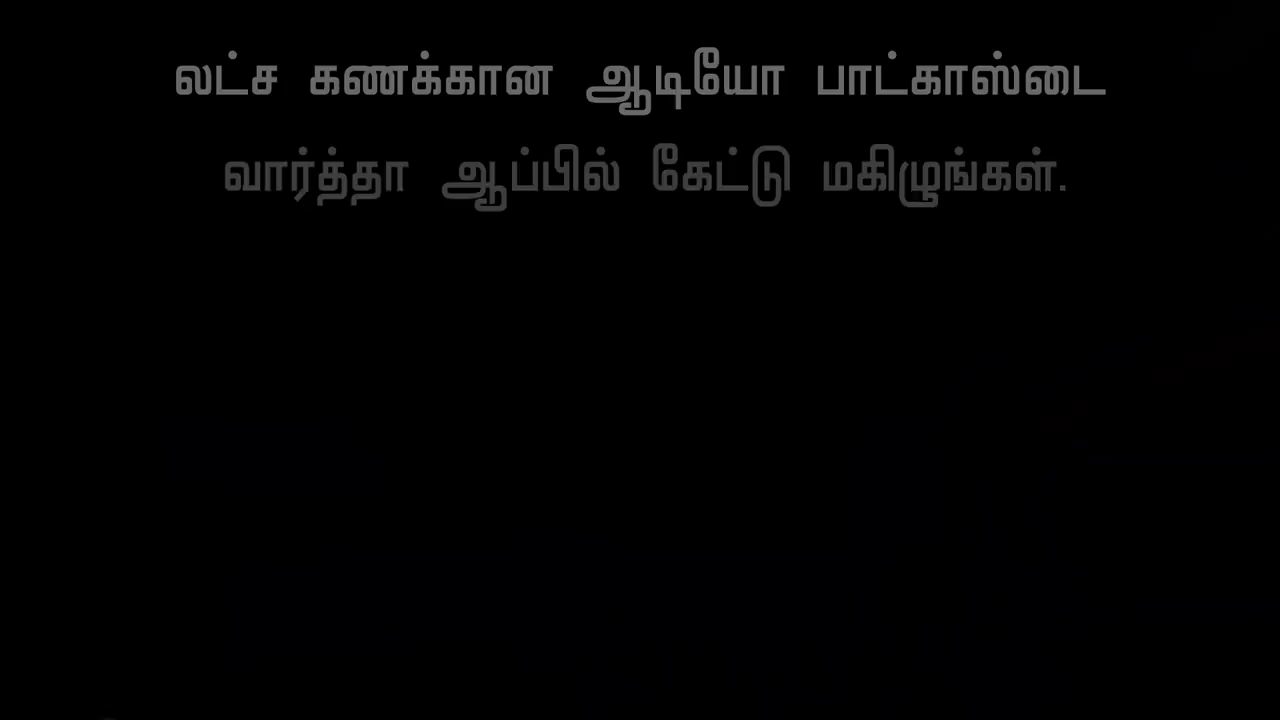 லட்ச கணக்கான ஆடியோ பாட்காஸ்டை
வார்த்தா ஆப்பில் கேட்டு மகிழுங்கள்.